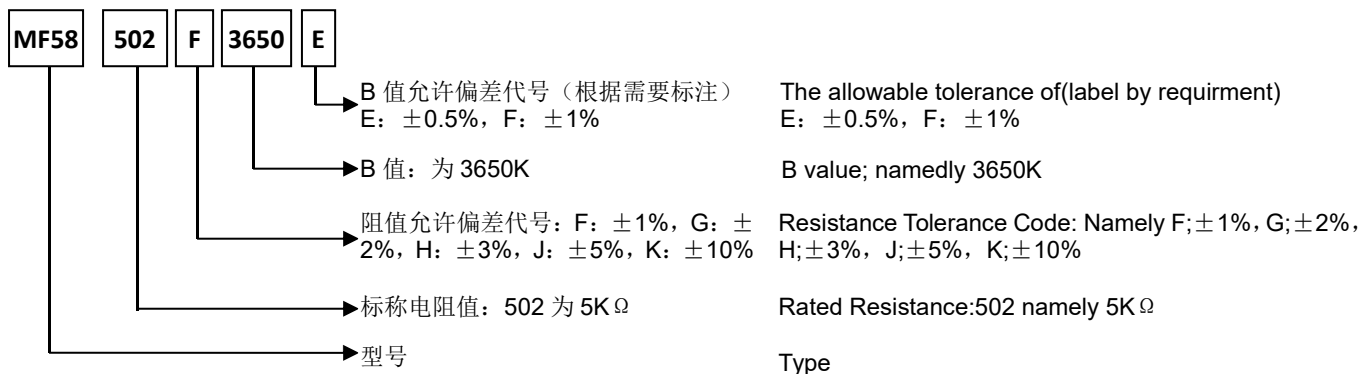 MF58 502 F 3650 E
B 值允许偏差代号（根据需要标注） The allowable tolerance of(label by requirment)
E：±0.5%，F：±1% E：±0.5%，F：±1%
B 值：为 3650K B value; namedly 3650K
阻值允许偏差代号：F：±1%，G：± Resistance Tolerance Code: Namely F;±1%，G;±2%，
2%，H：±3%，J：±5%，K：±10% H;±3%，J;±5%，K;±10%
标称电阻值：502 为 5KΩ Rated Resistance:502 namely 5KΩ
型号 Type